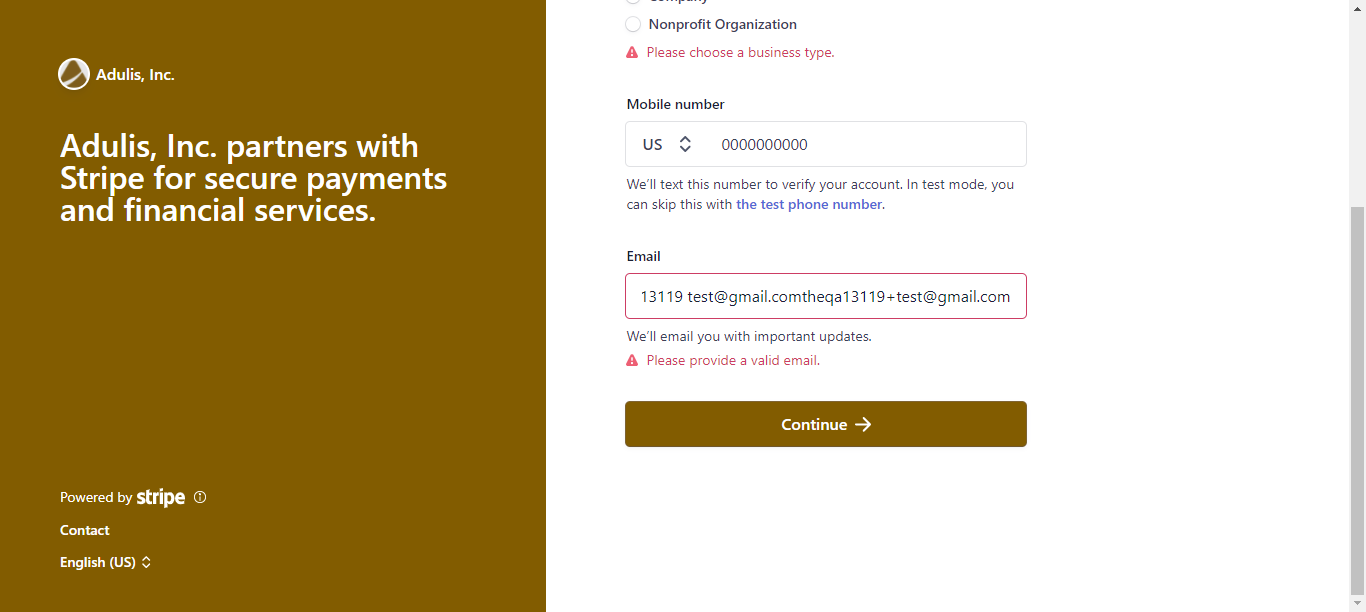 Adulis, Inc.
Adulis, Inc. partners with
Stripe for secure payments
and financial services.
Powered by stripe
Contact
English (US)
Company
Nonprofit Organization
Please choose a business type.
Mobile number
US 0000000000
We'll text this number to verify your account. In test mode, you
can skip this with the test phone number.
Email
13119 test@gmail.comtheqa13119+test@gmail.com
We'll email you with important updates.
Please provide a valid email.
Continue